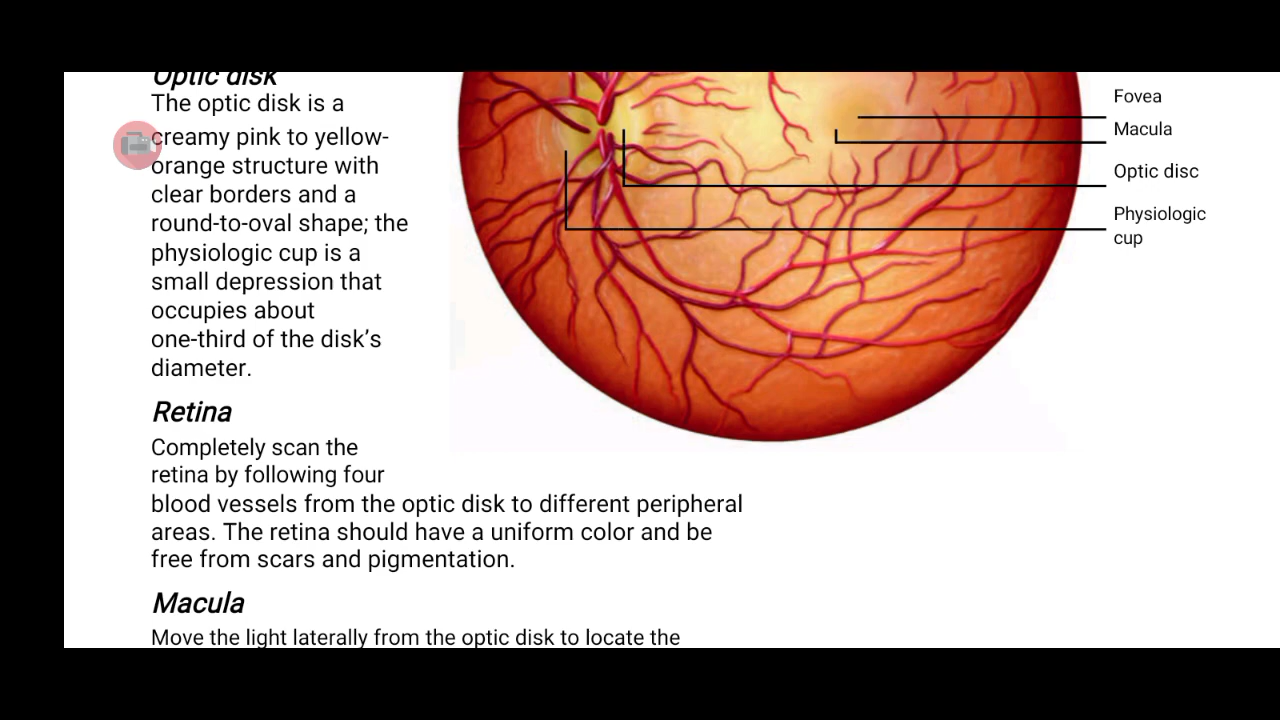 Optic disk
The optic disk is a
creamy pink to yellow-
orange structure with
clear borders and a
round-to-oval shape; the
physiologic cup is a
small depression that
occupies about
one-third of the disk’s
diameter.
Retina
Completely scan the
retina by following four
blood vessels from the optic disk to different peripheral
areas. The retina should have a uniform color and be
free from scars and pigmentation.
Macula
Move the light laterally from the optic disk to locate the
Fovea
Macula
Optic disc
Physiologic
cup